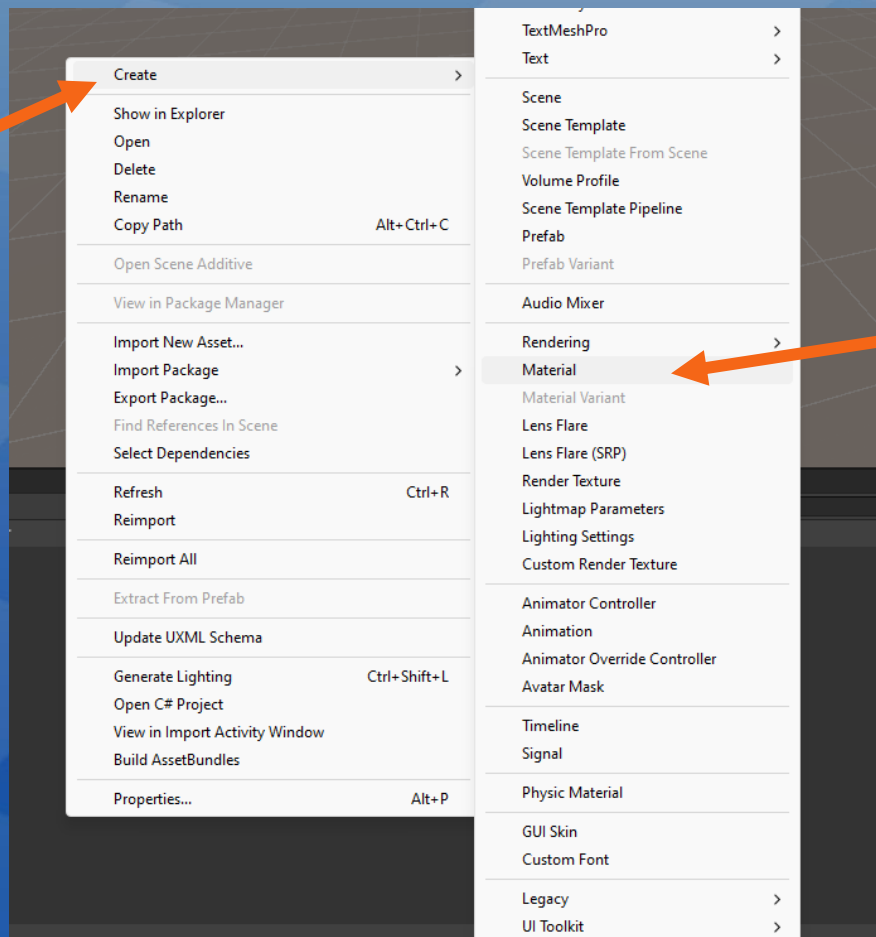 Create
Show in Explorer
Open
Delete
Rename
Copy Path Alt+Ctrl+C
Open Scene Additive
View in Package Manager
Import New Asset...
Import Package
Export Package...
Find References In Scene
Select Dependencies
Refresh Ctrl+R
Reimport
Reimport All
Extract From Prefab
Update UXML Schema
Generate Lighting Ctrl+Shift+L
Open C# Project
View in Import Activity Window
Build AssetBundles
Properties... Alt+P
TextMeshPro
Text
Scene
Scene Template
Scene Template From Scene
Volume Profile
Scene Template Pipeline
Prefab
Prefab Variant
Audio Mixer
Rendering
Material
Material Variant
Lens Flare
Lens Flare (SRP)
Render Texture
Lightmap Parameters
Lighting Settings
Custom Render Texture
Animator Controller
Animation
Animator Override Controller
Avatar Mask
Timeline
Signal
Physic Material
GUI Skin
Custom Font
Legacy
UI Toolkit